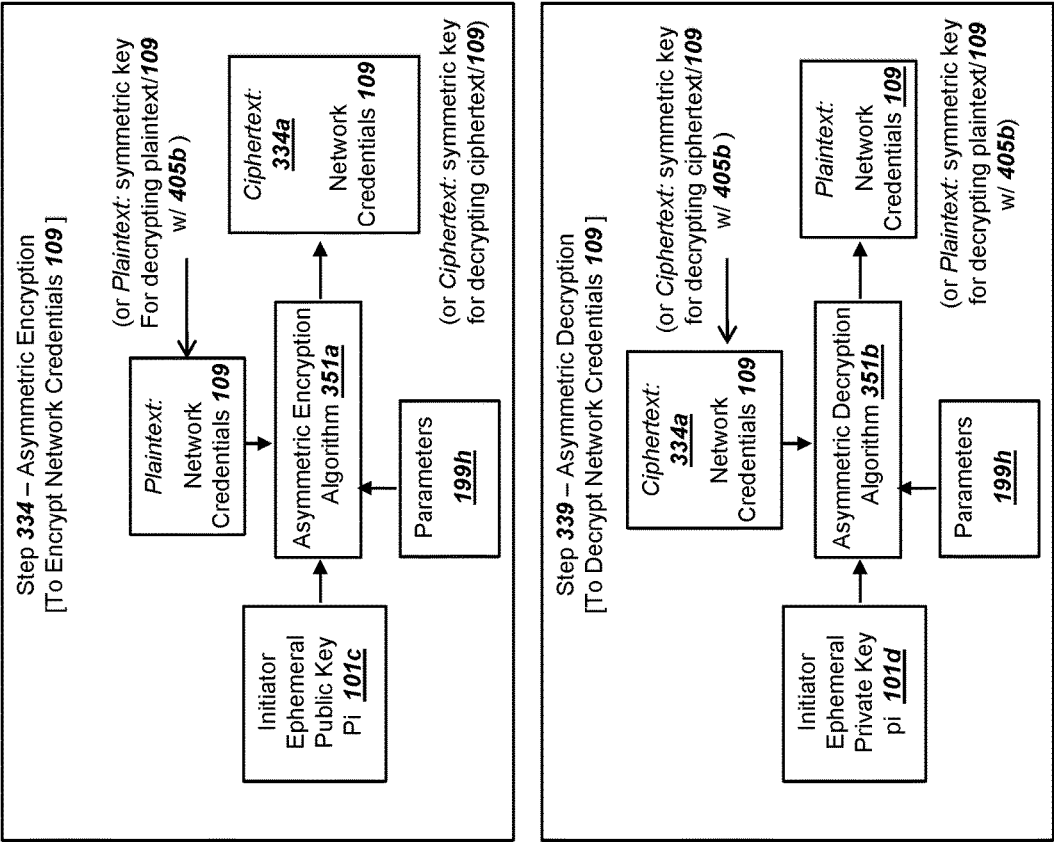 Step 334 – Asymmetric Encryption
[To Encrypt Network Credentials 109 ]
(or Plaintext: symmetric key
For decrypting plaintext/109
w/ 405b )
Plaintext:
Network
Credentials 109
Initiator
Ephemeral
Public Key
Pi 101c
Asymmetric Encryption
Algorithm 351a
Parameters
199h
Ciphertext:
334a
Network
Credentials 109
(or Ciphertext: symmetric key
for decrypting ciphertext/109)
Step 339 – Asymmetric Decryption
[To Decrypt Network Credentials 109 ]
(or Ciphertext: symmetric key
for decrypting ciphertext/109
w/ 405b )
Ciphertext:
334a
Network
Credentials 109
Initiator
Ephemeral
Private Key
pi 101d
Asymmetric Decryption
Algorithm 351b
Parameters
199h
Plaintext:
Network
Credentials 109
(or Plaintext: symmetric key
for decrypting plaintext/109
w/ 405b)